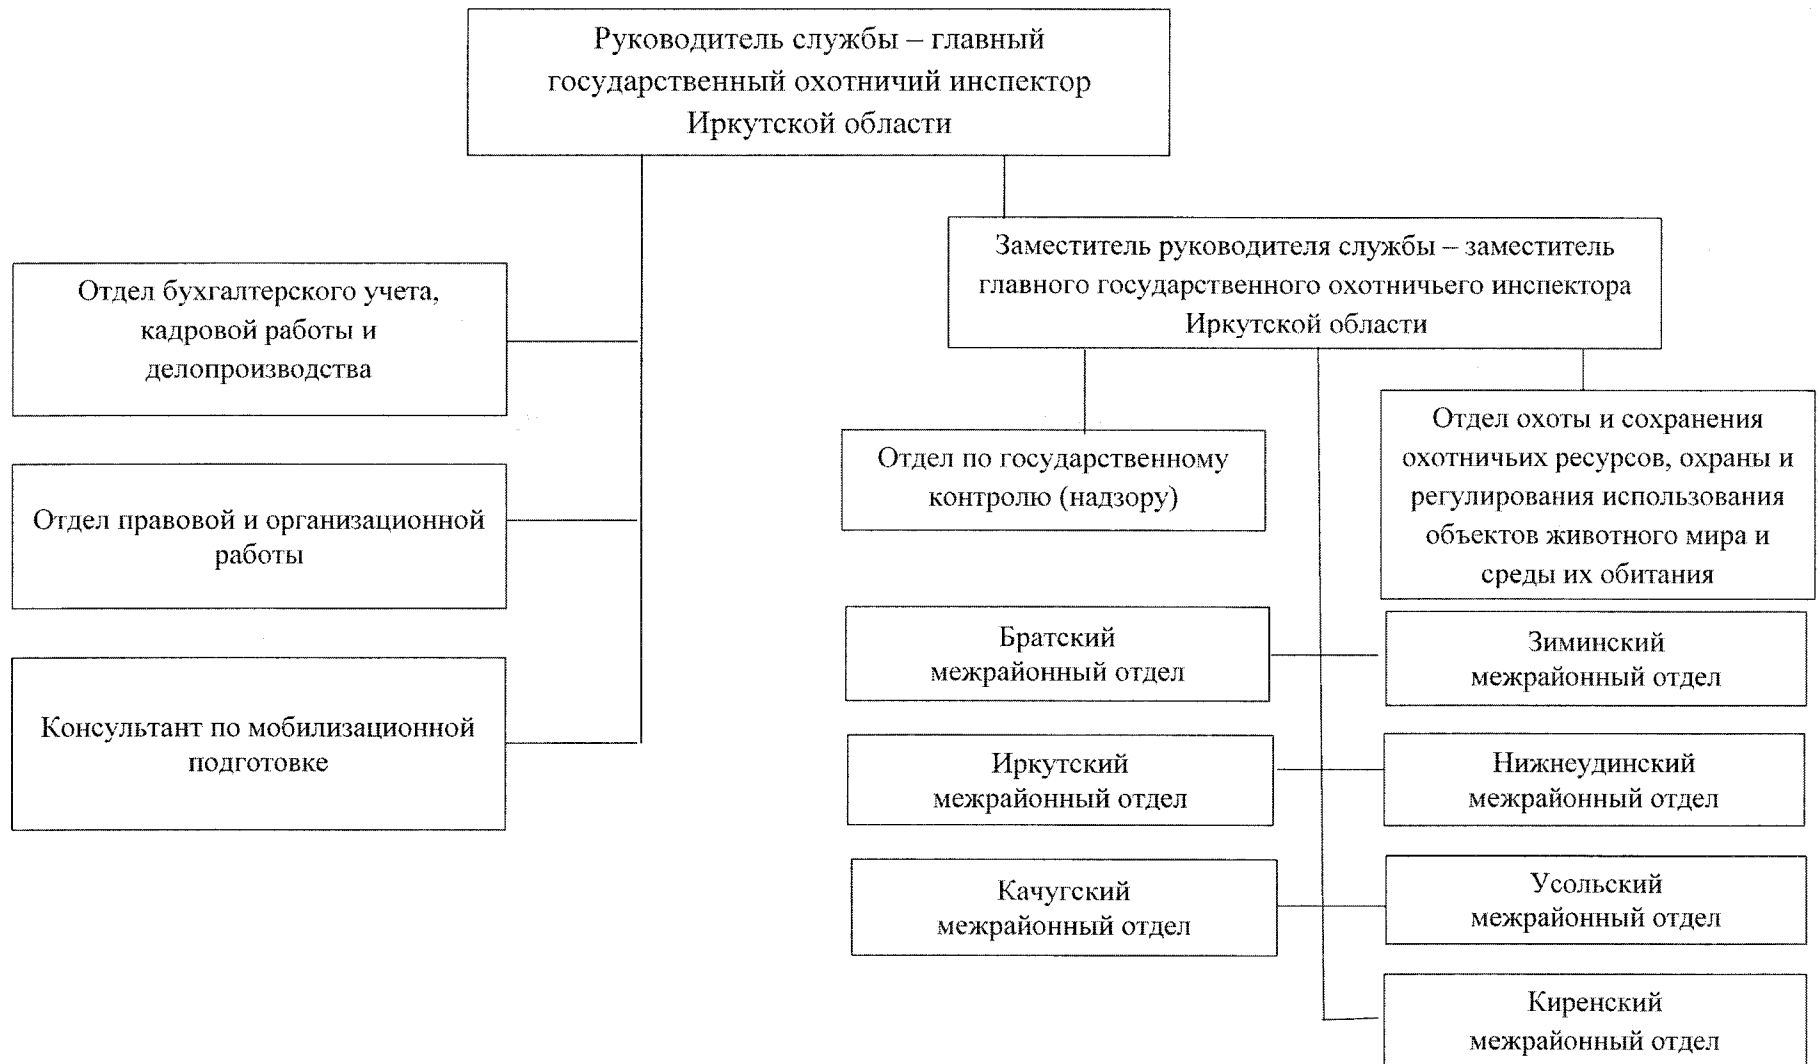 Руководитель службы – главный
государственный охотничий инспектор
Иркутской области
Заместитель руководителя службы – заместитель
главного государственного охотничьего инспектора
Иркутской области
Отдел бухгалтерского учета,
кадровой работы и
делопроизводства
Отдел правовой и организационной
работы
Консультант по мобилизационной
подготовке
Отдел по государственному
контролю (надзору)
Отдел охоты и сохранения
охотничьих ресурсов, охраны и
регулирования использования
объектов животного мира и
среды их обитания
Братский
межрайонный отдел
Зиминский
межрайонный отдел
Иркутский
межрайонный отдел
Нижнеудинский
межрайонный отдел
Качугский
межрайонный отдел
Усольский
межрайонный отдел
Киренский
межрайонный отдел